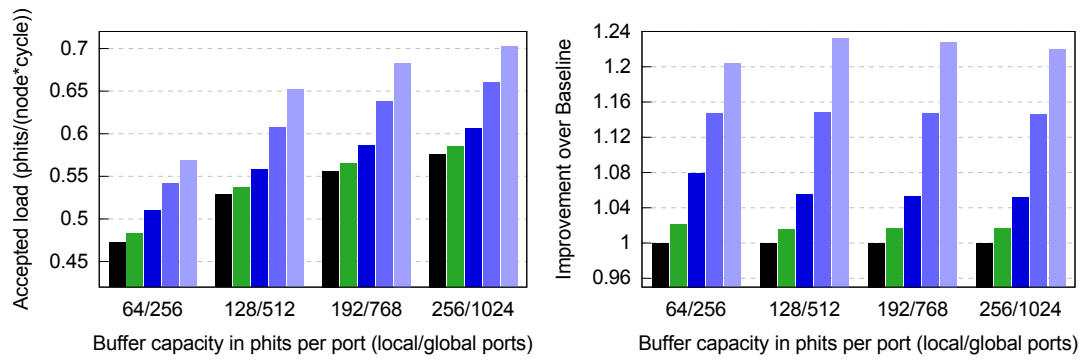 Accepted load (phits/(node*cycle))
0.7
0.65
0.6
0.55
0.5
0.45
64/256 128/512 192/768 256/1024
Buffer capacity in phits per port (local/global ports)
Improvement over Baseline
1.24
1.2
1.16
1.12
1.08
1.04
1
0.96
64/256 128/512 192/768 256/1024
Buffer capacity in phits per port (local/global ports)